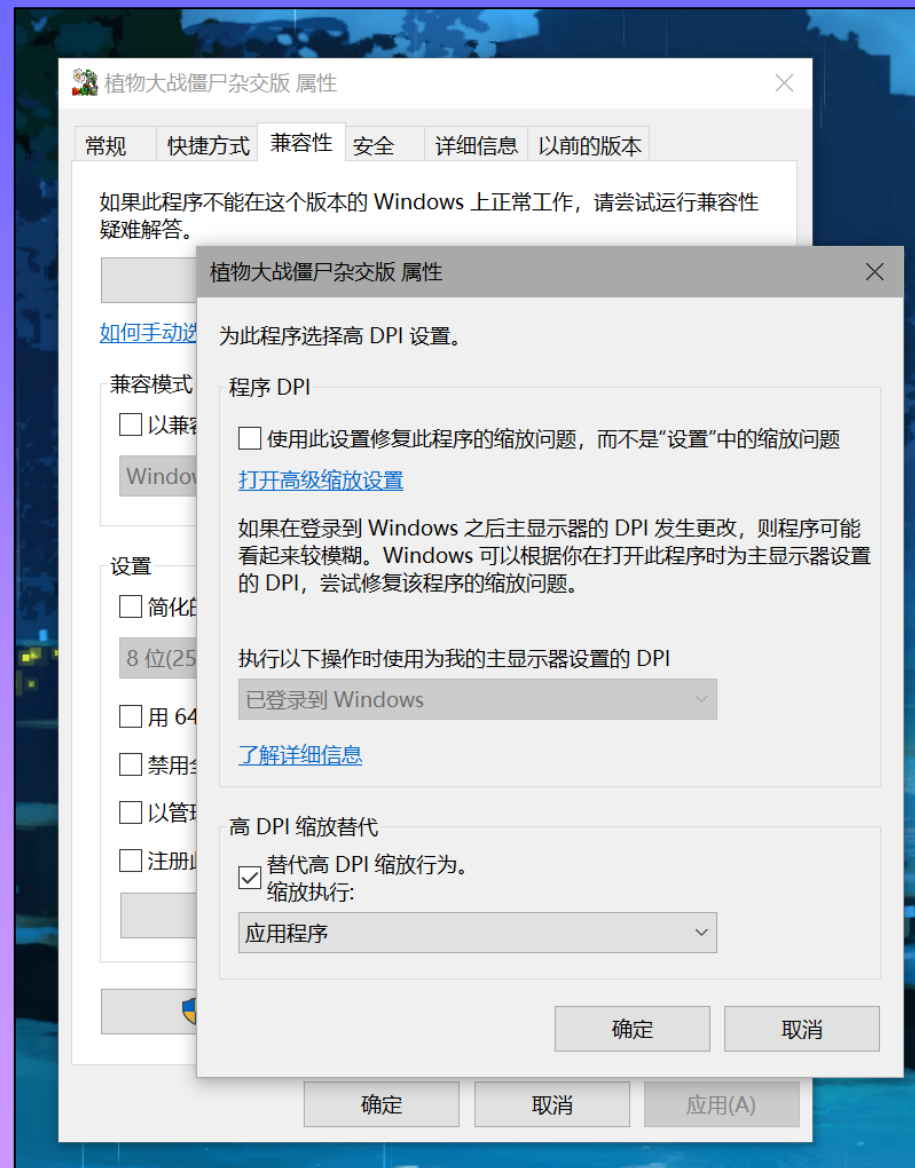 植物大战僵尸杂交版 属性
常规 快捷方式 兼容性 安全 详细信息 以前的版本
如果此程序不能在这个版本的 Windows 上正常工作，请尝试运行兼容性
疑难解答。
如何手动选
兼容模式
以兼容
Window
设置
简化的
8 位(25
用 64
禁用全
以管理
注册此
确定 取消 应用(A)
植物大战僵尸杂交版 属性
为此程序选择高 DPI 设置。
程序 DPI
使用此设置修复此程序的缩放问题，而不是“设置”中的缩放问题
打开高级缩放设置
如果在登录到 Windows 之后主显示器的 DPI 发生更改，则程序可能
看起来较模糊。Windows 可以根据你在打开此程序时为主显示器设置
的 DPI，尝试修复该程序的缩放问题。
执行以下操作时使用为我的主显示器设置的 DPI
已登录到 Windows
了解详细信息
高 DPI 缩放替代
替代高 DPI 缩放行为。
缩放执行:
应用程序
确定 取消